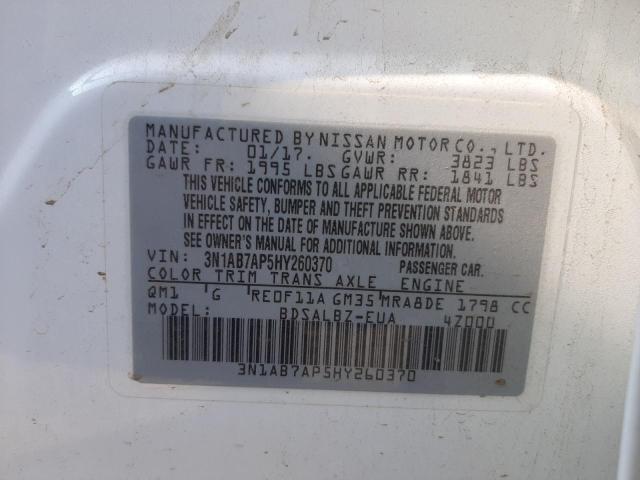 MANUFACTURED BY NISSAN MOTOR CO., LTD.
DATE: 01/17. GVWR: 3823 LBS
GAWR FR: 1995 LBS GAWR RR: 1841 LBS
THIS VEHICLE CONFORMS TO ALL APPLICABLE FEDERAL MOTOR
VEHICLE SAFETY, BUMPER AND THEFT PREVENTION STANDARDS
IN EFFECT ON THE DATE OF MANUFACTURE SHOWN ABOVE.
SEE OWNER'S MANUAL FOR ADDITIONAL INFORMATION.
VIN: 3N1AB7AP5HY260370 PASSENGER CAR.
COLOR TRIM TRANS AXLE ENGINE
QM1 G RE0F11A GM35 MRA8DE 1798 CC
MODEL: BDSALBZ-EUA 4Z000
3N1AB7AP5HY260370